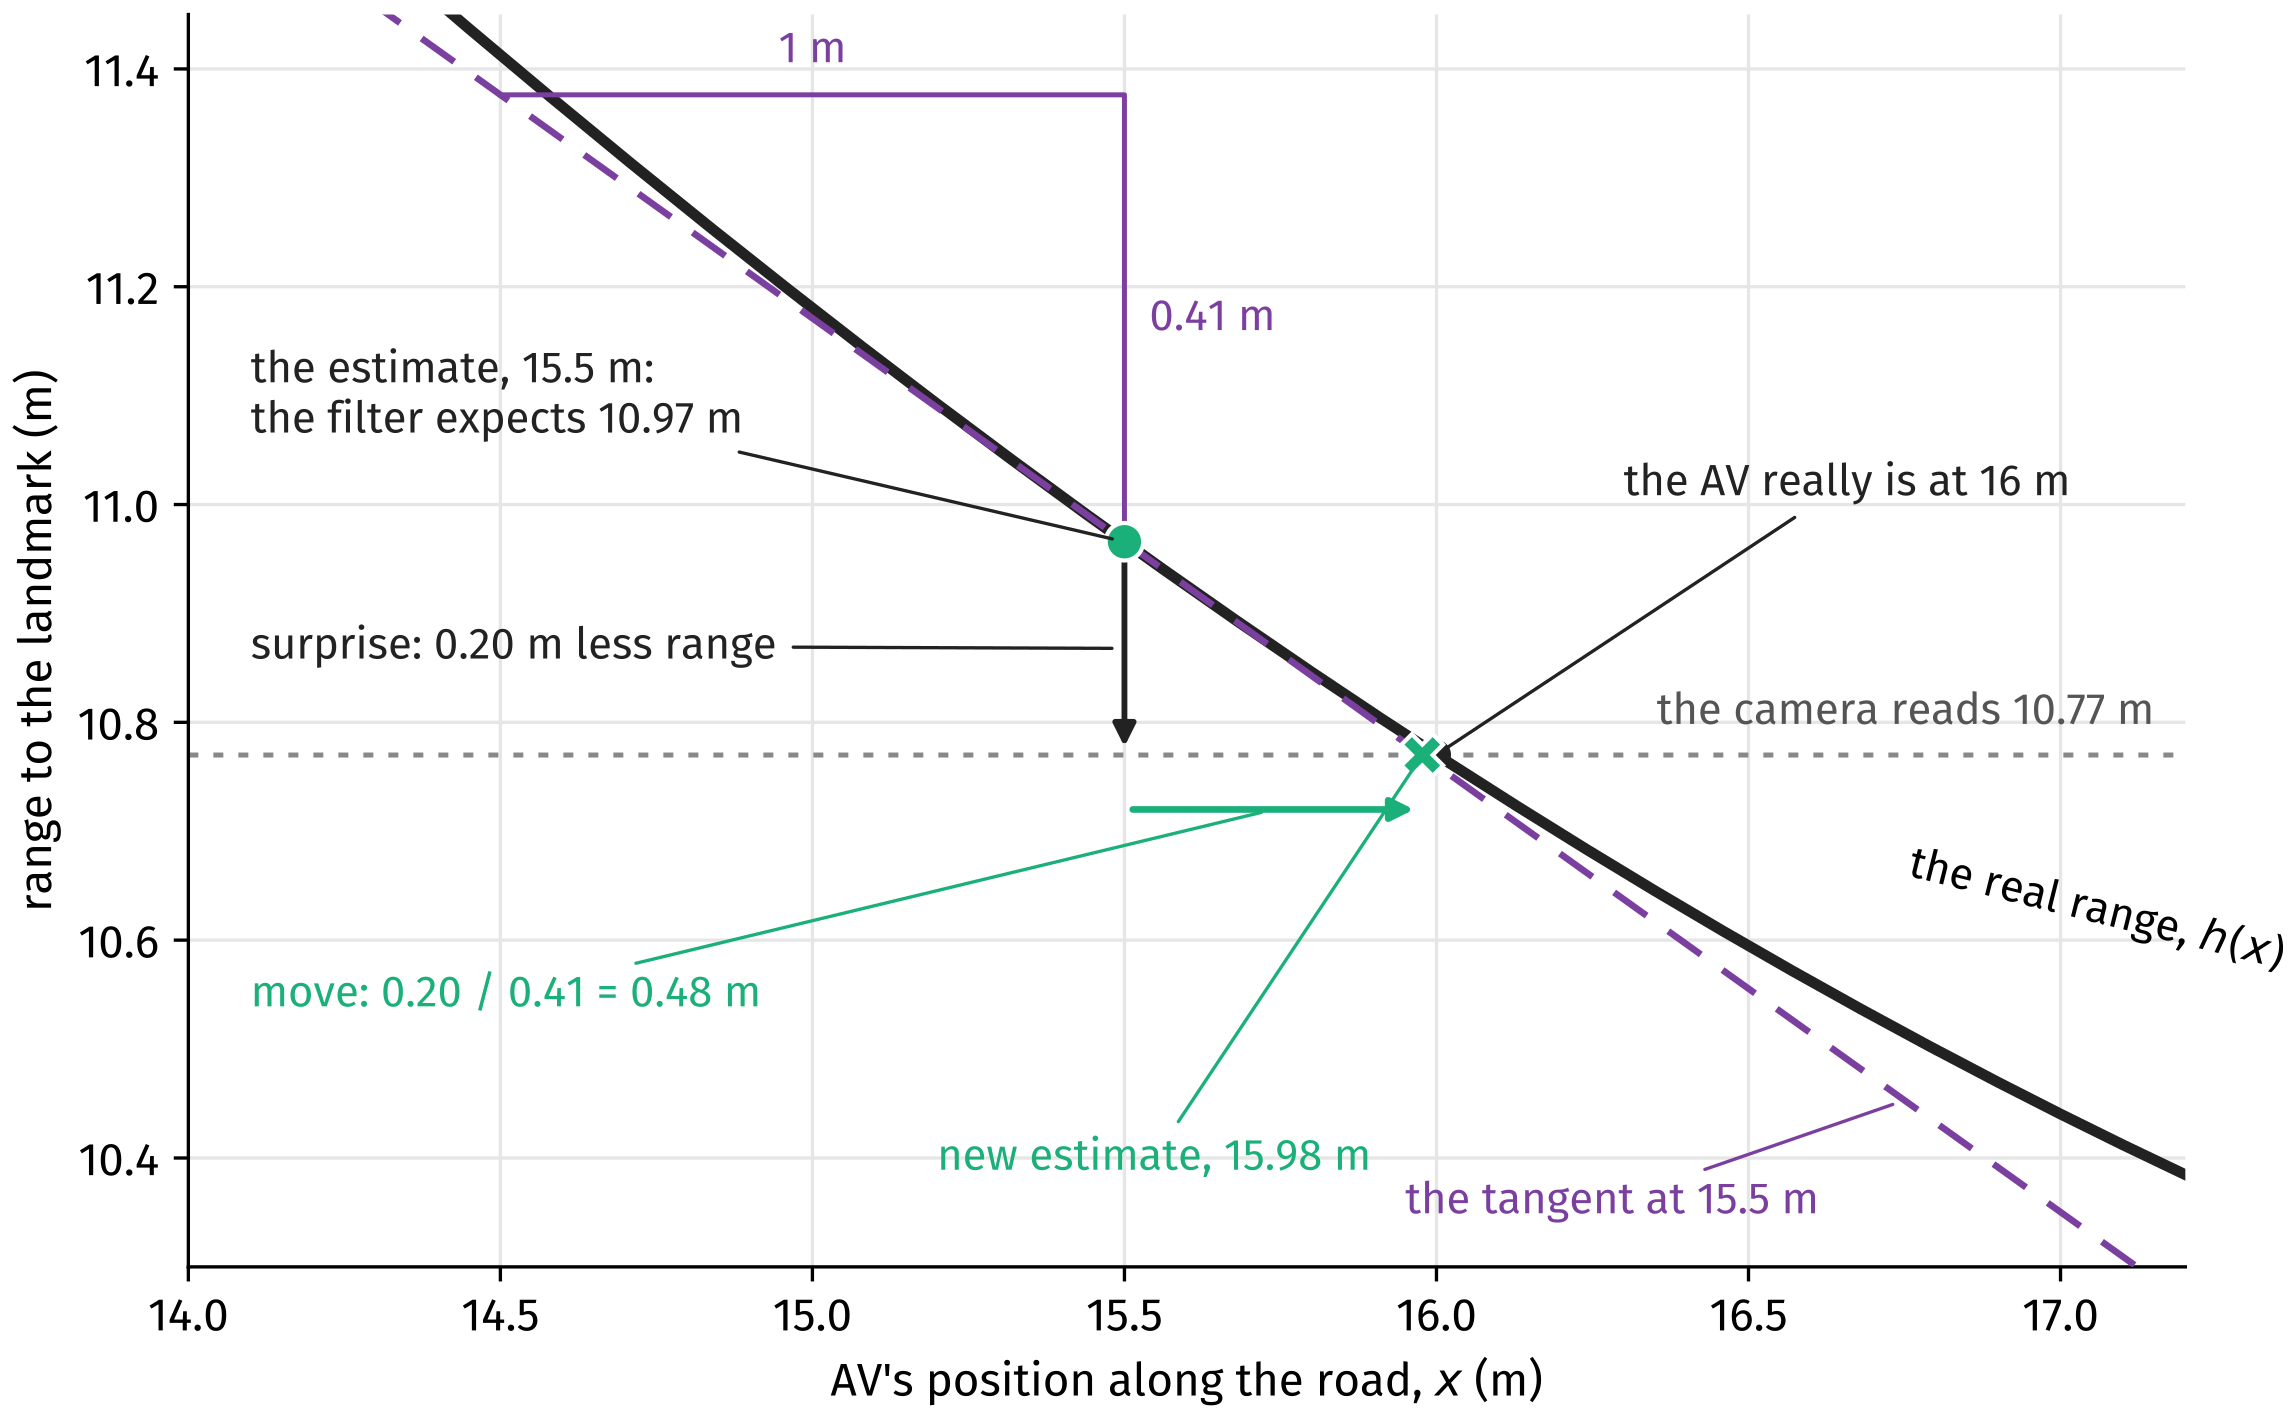 1 m
11.4
11.2
0.41 m
the estimate, 15.5 m:
the filter expects 10.97 m
the AV really is at 16 m
11.0
surprise: 0.20 m less range
the camera reads 10.77 m
10.8
the real range, h(x)
10.6
move: 0.20 / 0.41 = 0.48 m
new estimate, 15.98 m
10.4
the tangent at 15.5 m
range to the landmark (m)
14.0 14.5 15.0 15.5 16.0 16.5 17.0
AV's position along the road, x (m)